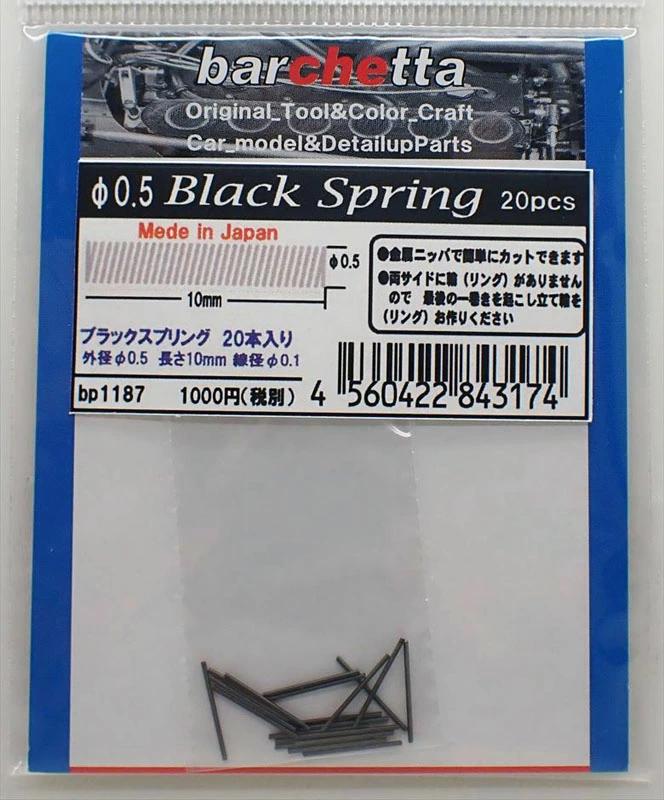 barchetta
Original_Tool&Color_Craft
Car_model&DetailupParts
φ0.5 Black Spring 20pcs
Mede in Japan
φ0.5
10mm
●金属ニッパで簡単にカットできます
●両サイドに輪（リング）がありません
ので 最後の一巻きを起こし立て輪を
（リング）お作りください
ブラックスプリング 20本入り
外径φ0.5 長さ10mm 線径φ0.1
bp1187 1000円（税別）
4 560422 843174